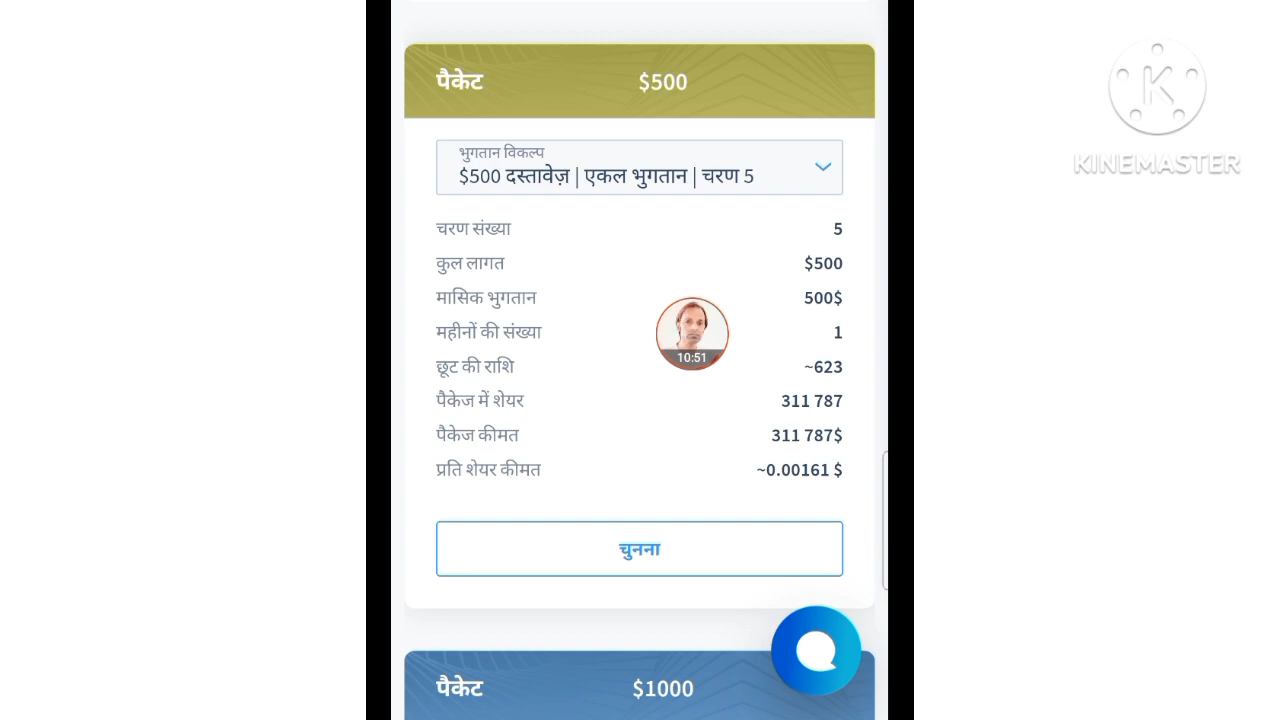 पैकेट $500
भुगतान विकल्प
$500 दस्तावेज़ | एकल भुगतान | चरण 5
चरण संख्या 5
कुल लागत $500
मासिक भुगतान 500$
महीनों की संख्या 1
छूट की राशि ~623
पैकेज में शेयर 311 787
पैकेज कीमत 311 787$
प्रति शेयर कीमत ~0.00161 $
10:51
चुनना
पैकेट $1000
K
KINEMASTER